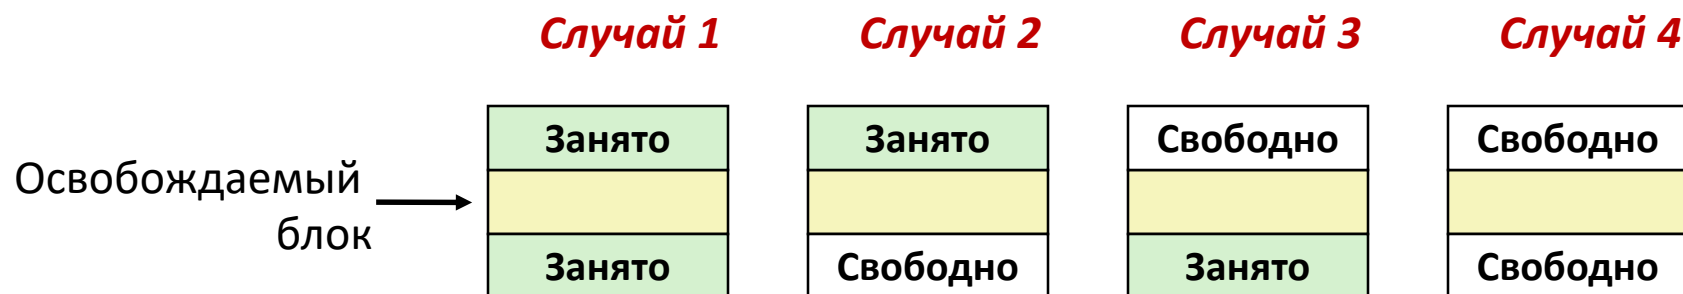 Случай 1 Случай 2 Случай 3 Случай 4
Занято Занято Свободно Свободно
Освобождаемый
блок
Занято Свободно Занято Свободно